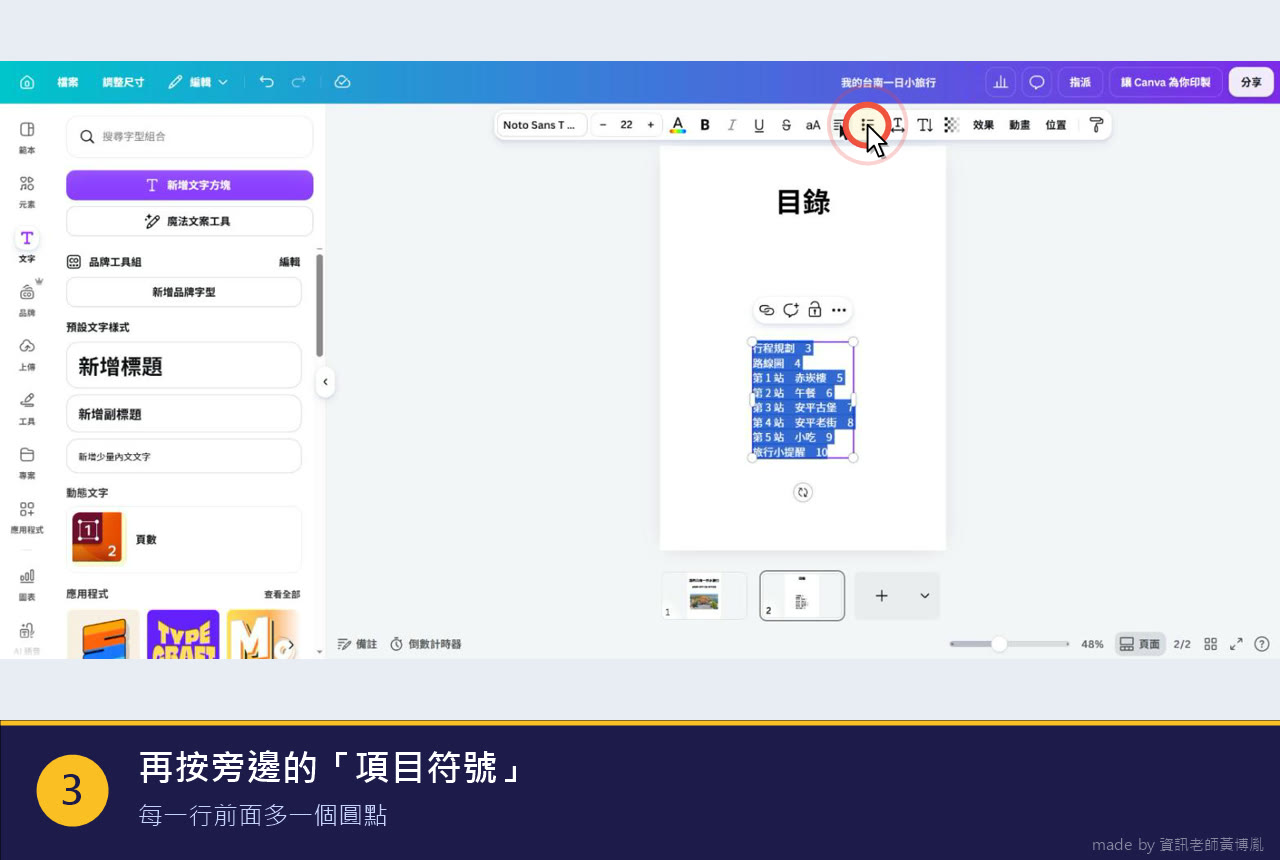 檔案
調整尺寸
編輯
我的台南一日小旅行
指派
讓 Canva 為你印製
分享
範本
元素
文字
品牌
上傳
工具
專案
應用程式
圖表
AI 語音
搜尋字型組合
新增文字方塊
魔法文案工具
品牌工具組
編輯
新增品牌字型
預設文字樣式
新增標題
新增副標題
新增少量內文文字
動態文字
1
2
頁數
應用程式
查看全部
TYPE
CRAFT
Noto Sans T ...
− 22 +
A B I U S aA
效果
動畫
位置
目錄
行程規劃 3
路線圖 4
第 1 站 赤崁樓 5
第 2 站 午餐 6
第 3 站 安平古堡 7
第 4 站 安平老街 8
第 5 站 小吃 9
旅行小提醒 10
1
2
備註
倒數計時器
48%
頁面
2/2
3
再按旁邊的「項目符號」
每一行前面多一個圓點
made by 資訊老師黃博胤